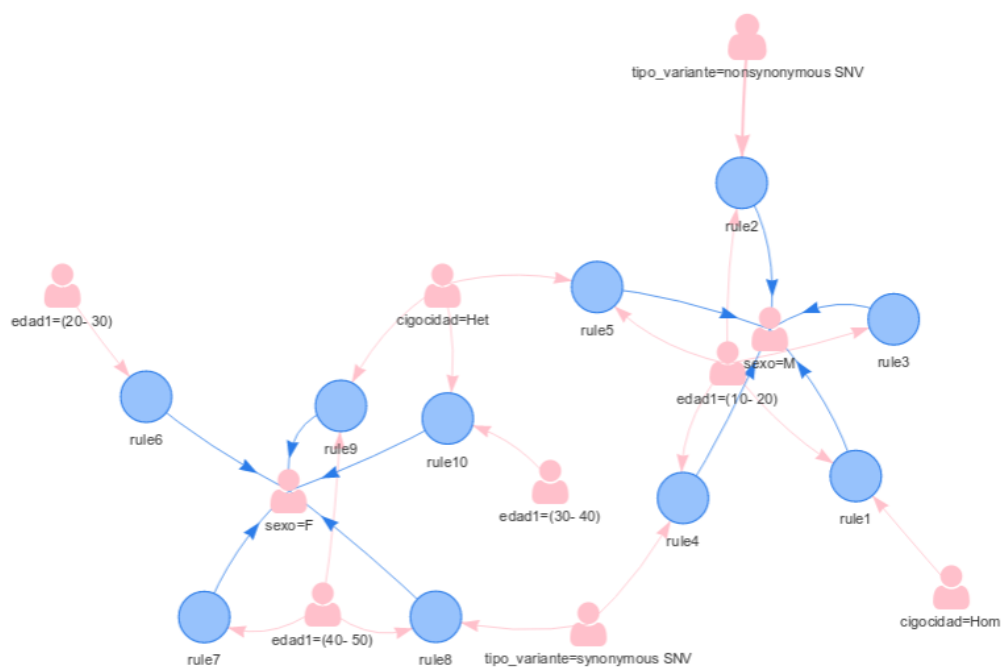 tipo_variante=nonsynonymous SNV
rule2
edad1=(20- 30)
cigocidad=Het
rule5
sexo=M
rule3
edad1=(10- 20)
rule6
rule9
rule10
edad1=(30- 40)
sexo=F
rule4
rule1
cigocidad=Hom
edad1=(40- 50)
rule7
rule8
tipo_variante=synonymous SNV